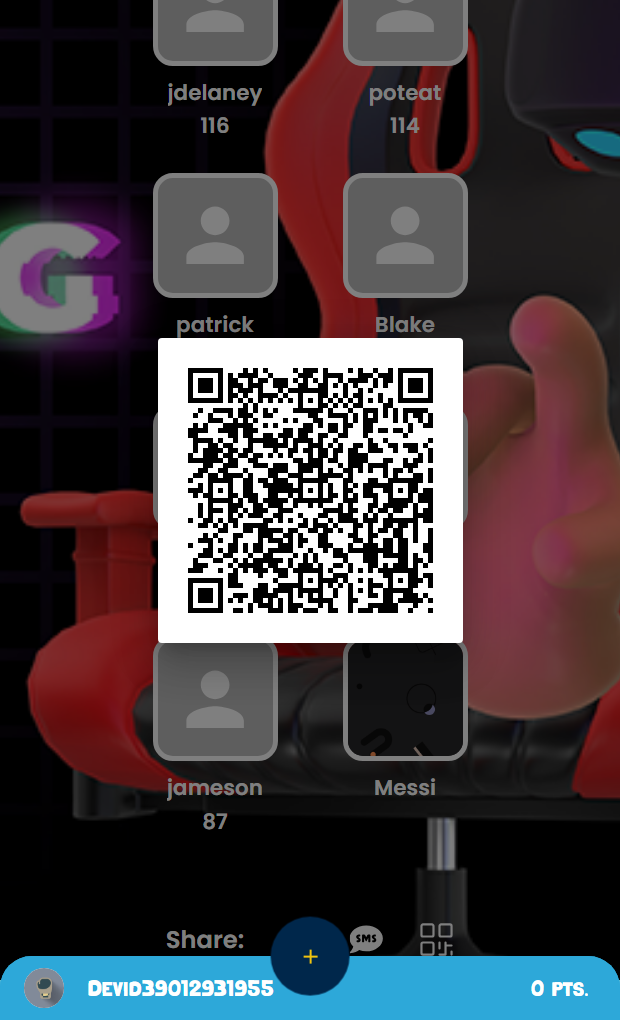 jdelaney poteat
116 114
G
patrick Blake
jameson Messi
87
Share: SMS
+
Devid39012931955 0 PTS.